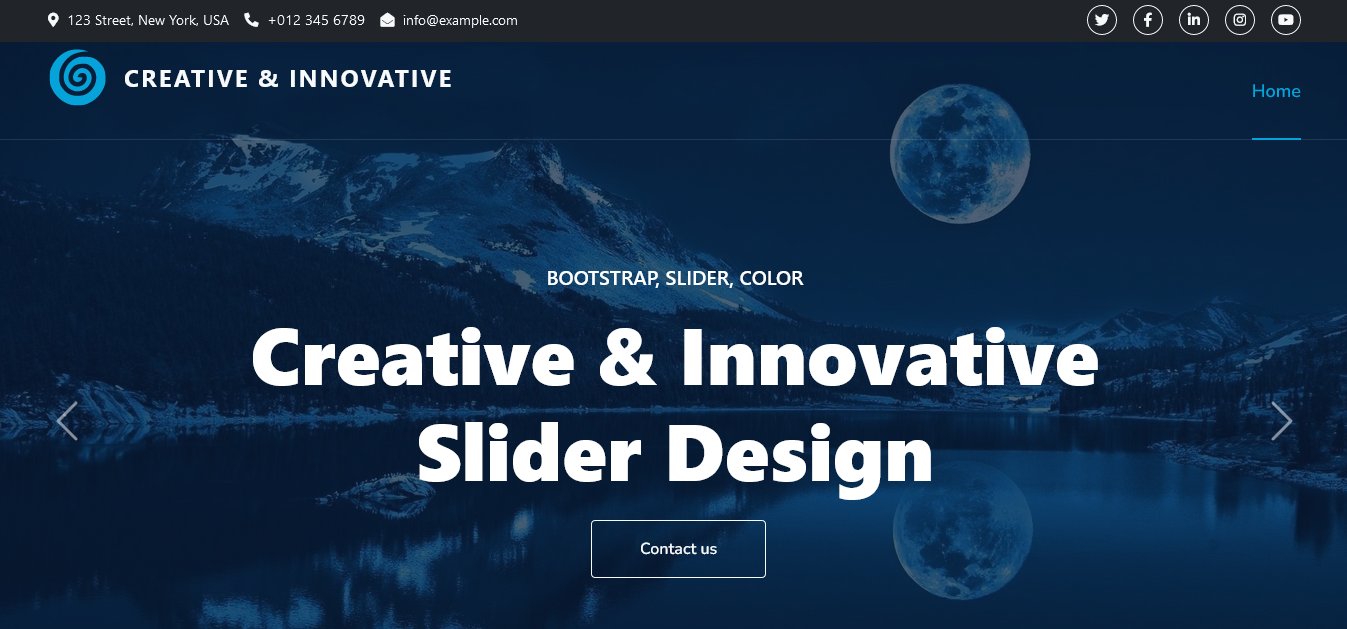 123 Street, New York, USA +012 345 6789 info@example.com
CREATIVE & INNOVATIVE
Home
BOOTSTRAP, SLIDER, COLOR
Creative & Innovative
Slider Design
Contact us